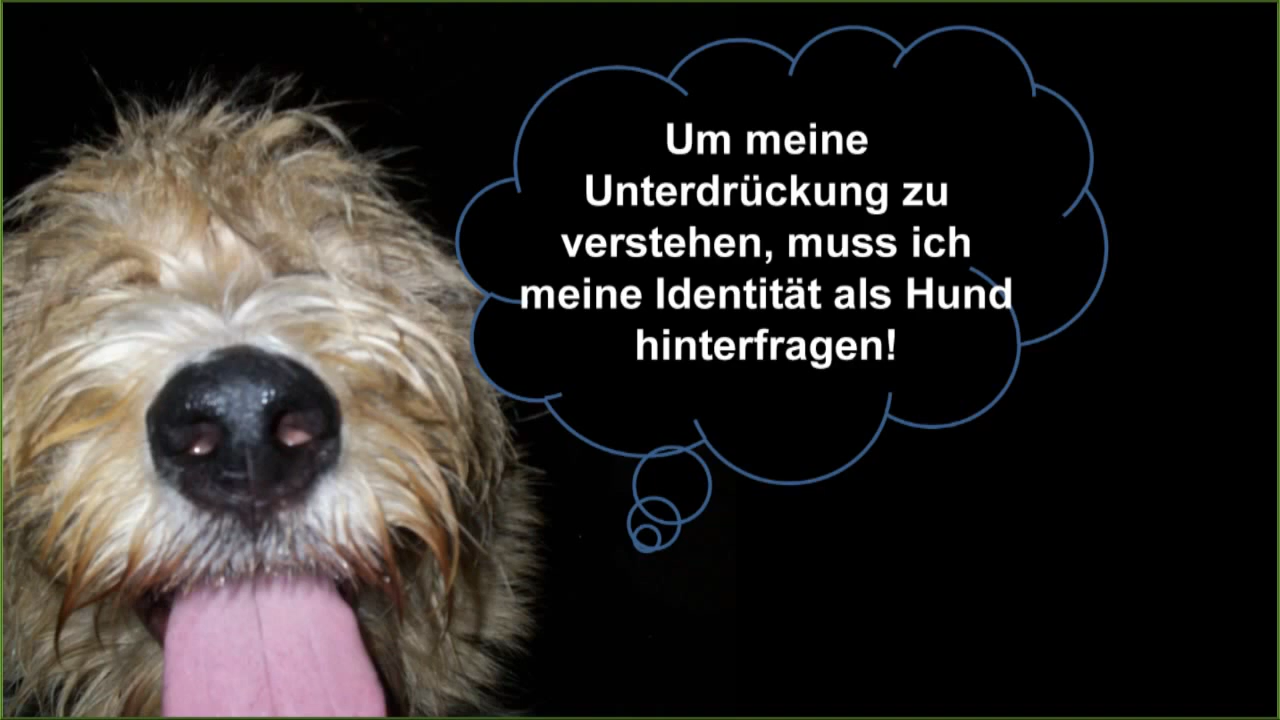 Um meine
Unterdrückung zu
verstehen, muss ich
meine Identität als Hund
hinterfragen!